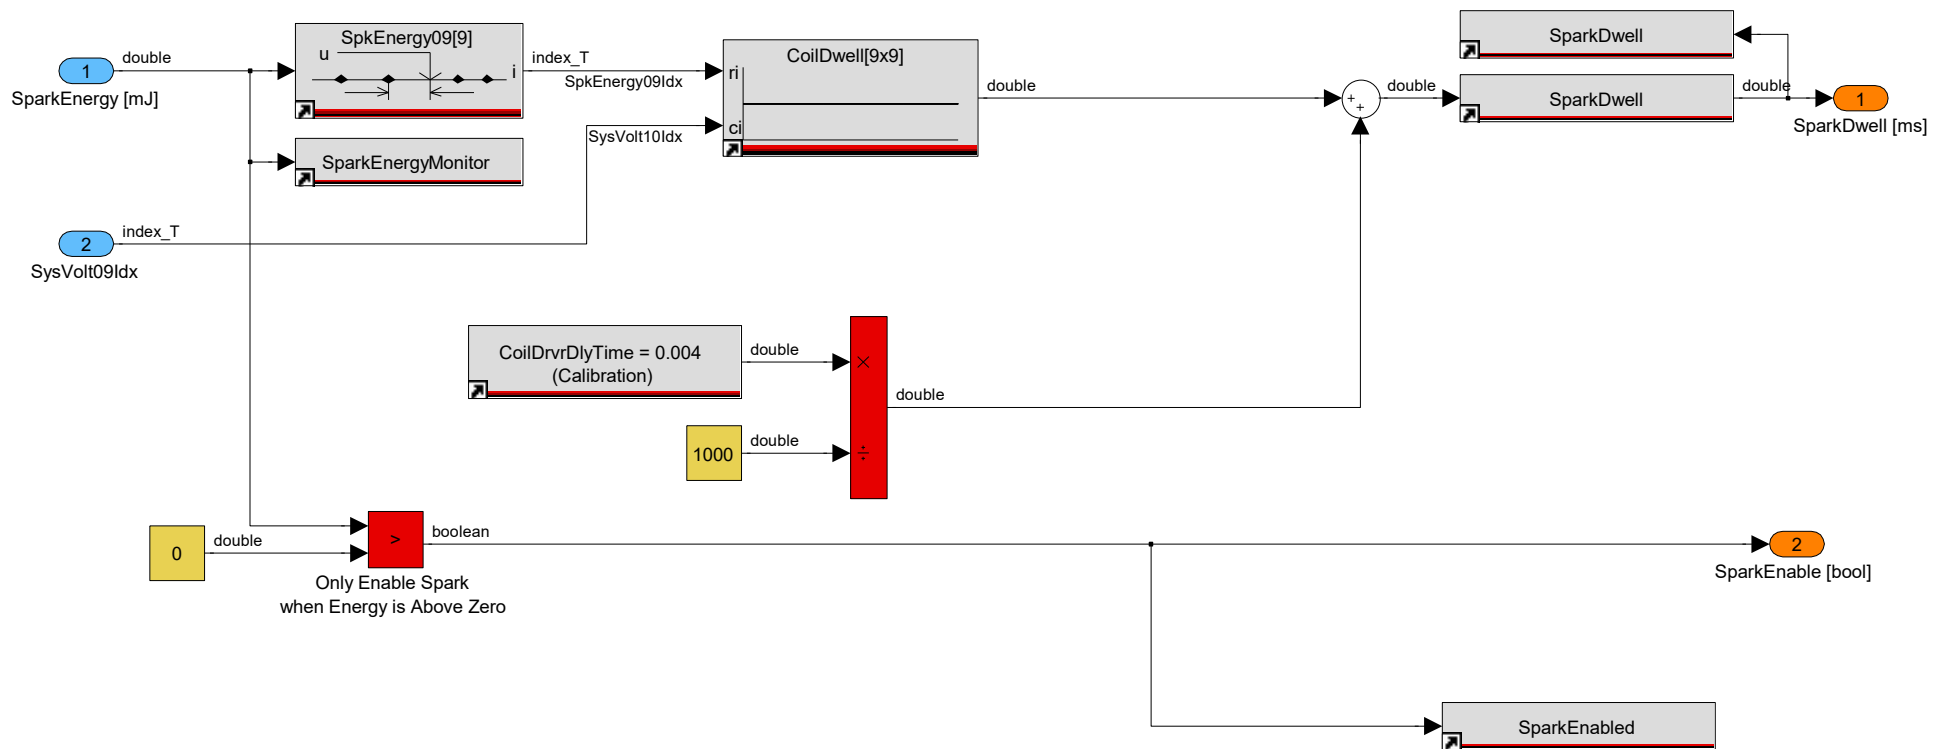 double
1
SparkEnergy [mJ]
SpkEnergy09[9]
u
i
index_T
SpkEnergy09Idx
SparkEnergyMonitor
2
index_T
SysVolt09Idx
SysVolt10Idx
CoilDwell[9x9]
ri
ci
double
+
+
double
SparkDwell
SparkDwell
double
1
SparkDwell [ms]
CoilDrvrDlyTime = 0.004
(Calibration)
double
×
1000
double
÷
double
0
double
>
boolean
Only Enable Spark
when Energy is Above Zero
2
SparkEnable [bool]
SparkEnabled